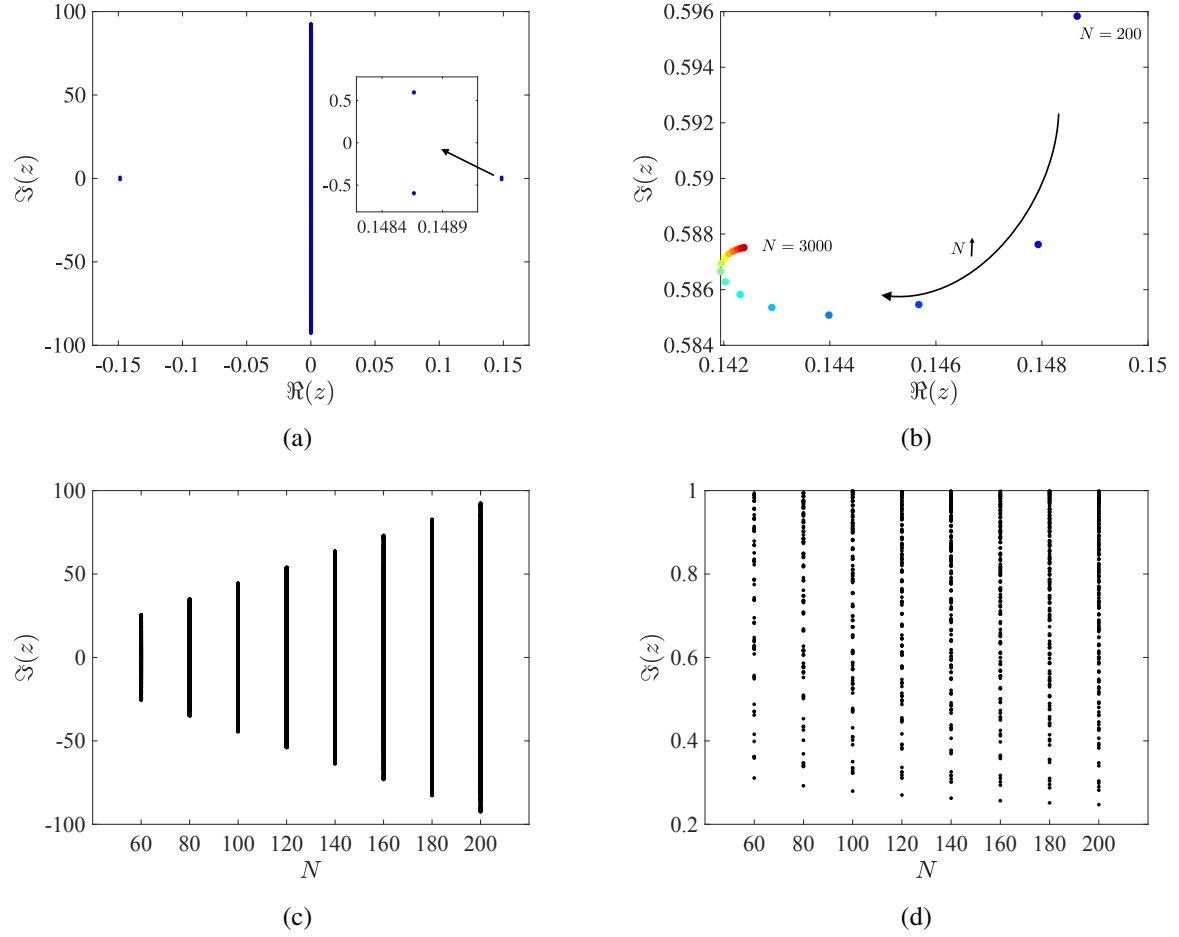 100
50
0
-50
-100
ℑ(z)
-0.15 -0.1 -0.05 0 0.05 0.1 0.15
ℜ(z)
0.5
0
-0.5
0.1484 0.1489
(a)
0.596
0.594
0.592
0.59
0.588
0.586
0.584
ℑ(z)
N = 200
N
N = 3000
0.142 0.144 0.146 0.148 0.15
ℜ(z)
(b)
100
50
0
-50
-100
ℑ(z)
60 80 100 120 140 160 180 200
N
(c)
1
0.8
0.6
0.4
0.2
ℑ(z)
60 80 100 120 140 160 180 200
N
(d)